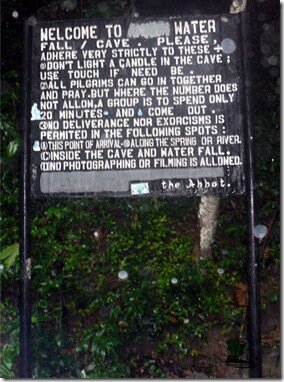 WELCOME TO WATER
FALL / CAVE. PLEASE.
ADHERE VERY STRICTLY TO THESE
①DON'T LIGHT A CANDLE IN THE CAVE;
USE TOUCH IF NEED BE.
②ALL PILGRIMS CAN GO IN TOGETHER
AND PRAY.BUT WHERE THE NUMBER DOES
NOT ALLOW,A GROUP IS TO SPEND ONLY
20 MINUTES AND COME OUT.
③NO DELIVERANCE NOR EXORCISMS IS
PERMITED IN THE FOLLOWING SPOTS:
THIS POINT OF ARRIVAL. ALONG THE SPRING OR RIVER.
INSIDE THE CAVE AND WATER FALL.
NO PHOTOGRAPHING OR FILMING IS ALLOWED.
the Abbot.